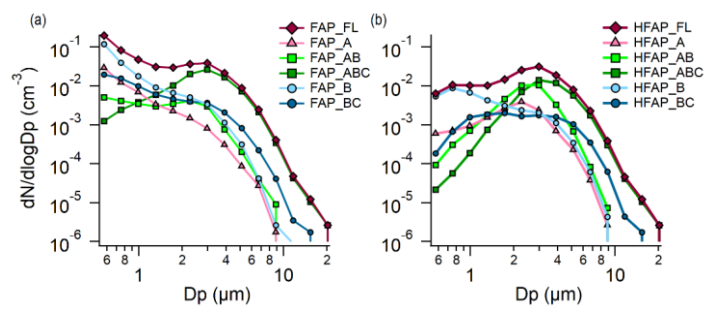 (a)
(b)
FAP_FL
FAP_A
FAP_AB
FAP_ABC
FAP_B
FAP_BC
HFAP_FL
HFAP_A
HFAP_AB
HFAP_ABC
HFAP_B
HFAP_BC
dN/dlogDp (cm⁻³)
10⁻¹
10⁻²
10⁻³
10⁻⁴
10⁻⁵
10⁻⁶
10⁻¹
10⁻²
10⁻³
10⁻⁴
10⁻⁵
10⁻⁶
6 8 1 2 4 6 8 10 2
6 8 1 2 4 6 8 10 2
Dp (µm)
Dp (µm)